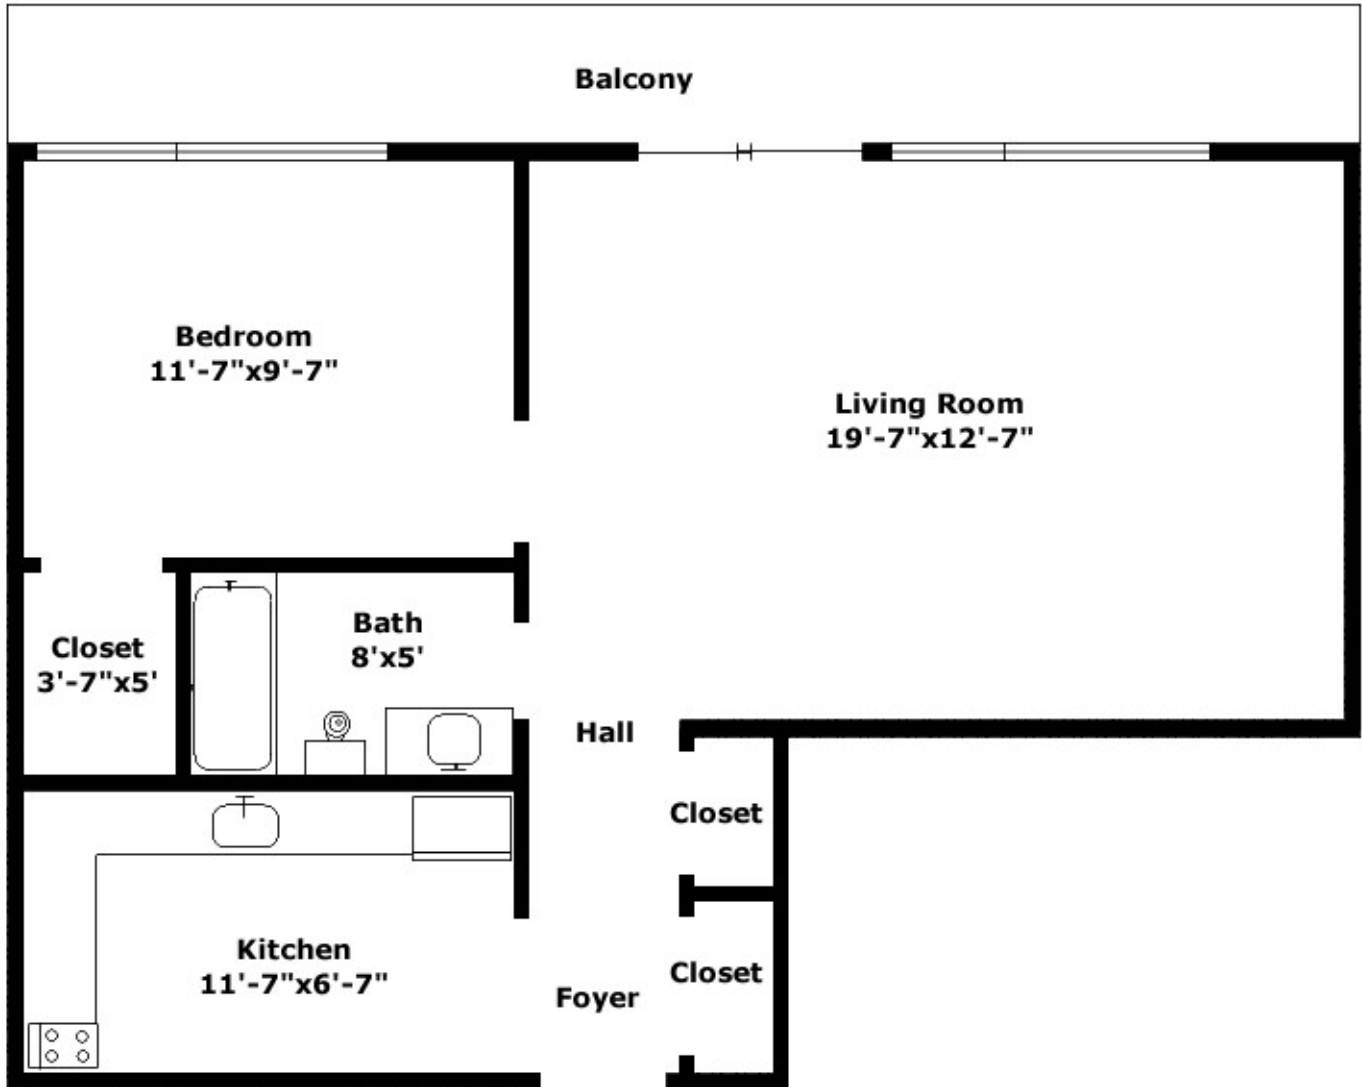 Balcony
Bedroom
11'-7"x9'-7"
Living Room
19'-7"x12'-7"
Bath
8'x5'
Closet
3'-7"x5'
Hall
Closet
Kitchen
11'-7"x6'-7"
Foyer
Closet